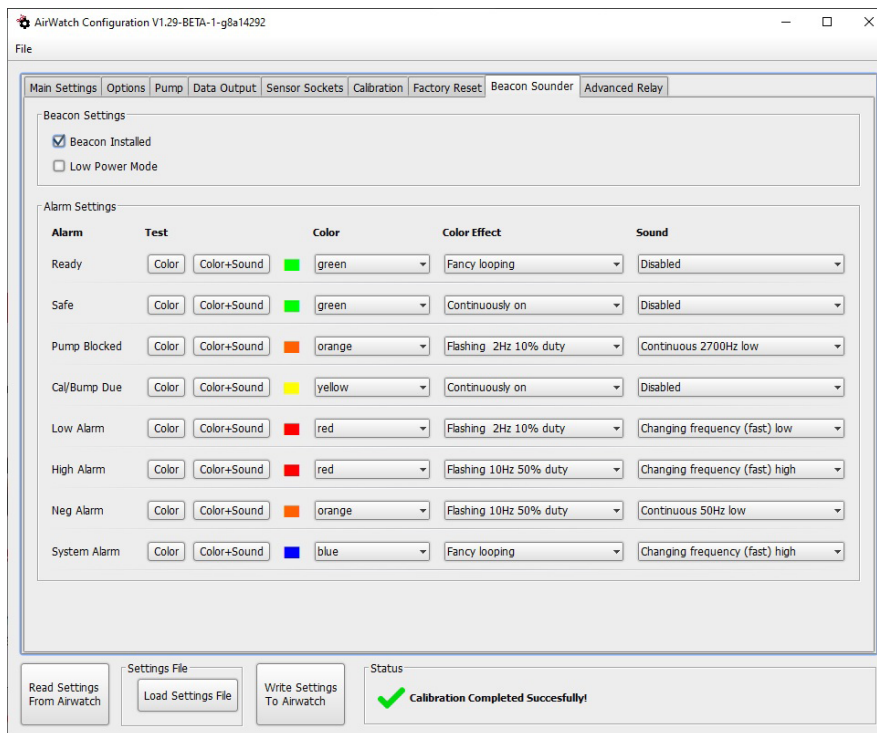 AirWatch Configuration V1.29-BETA-1-g8a14292
File
Main Settings Options Pump Data Output Sensor Sockets Calibration Factory Reset Beacon Sounder Advanced Relay
Beacon Settings
Beacon Installed
Low Power Mode
Alarm Settings
Alarm Test Color Color Effect Sound
Ready Color Color+Sound green Fancy looping Disabled
Safe Color Color+Sound green Continuously on Disabled
Pump Blocked Color Color+Sound orange Flashing 2Hz 10% duty Continuous 2700Hz low
Cal/Bump Due Color Color+Sound yellow Continuously on Disabled
Low Alarm Color Color+Sound red Flashing 2Hz 10% duty Changing frequency (fast) low
High Alarm Color Color+Sound red Flashing 10Hz 50% duty Changing frequency (fast) high
Neg Alarm Color Color+Sound orange Flashing 10Hz 50% duty Continuous 50Hz low
System Alarm Color Color+Sound blue Fancy looping Changing frequency (fast) high
Read Settings
From Airwatch
Settings File
Load Settings File
Write Settings
To Airwatch
Status
Calibration Completed Succesfully!